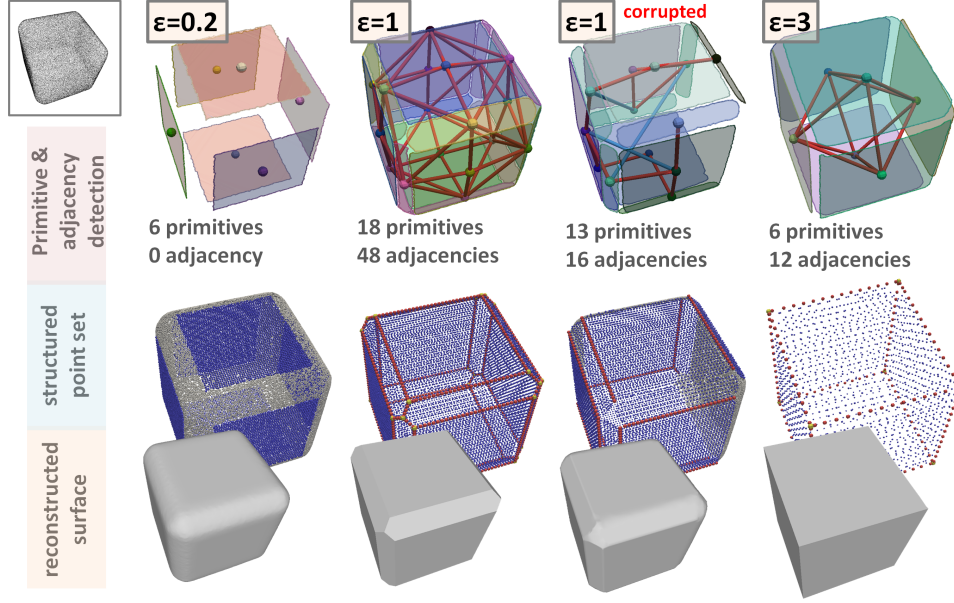 ε=0.2
ε=1
ε=1
corrupted
ε=3
Primitive &
adjacency
detection
6 primitives
0 adjacency
18 primitives
48 adjacencies
13 primitives
16 adjacencies
6 primitives
12 adjacencies
structured
point set
reconstructed
surface